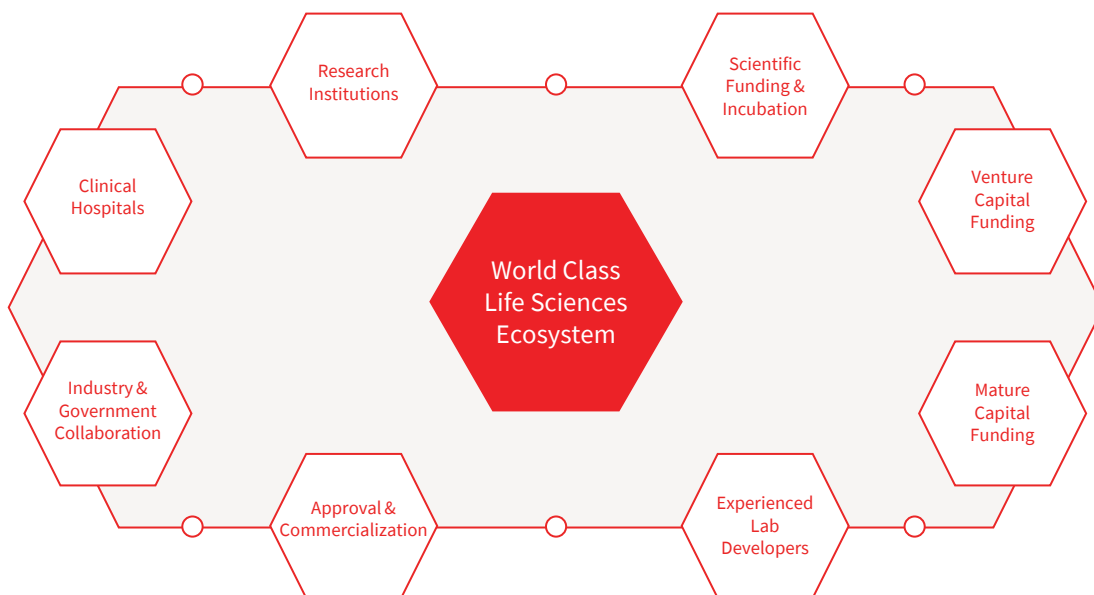 Research
Institutions
Scientific
Funding &
Incubation
Clinical
Hospitals
Venture
Capital
Funding
World Class
Life Sciences
Ecosystem
Industry &
Government
Collaboration
Mature
Capital
Funding
Approval &
Commercialization
Experienced
Lab
Developers